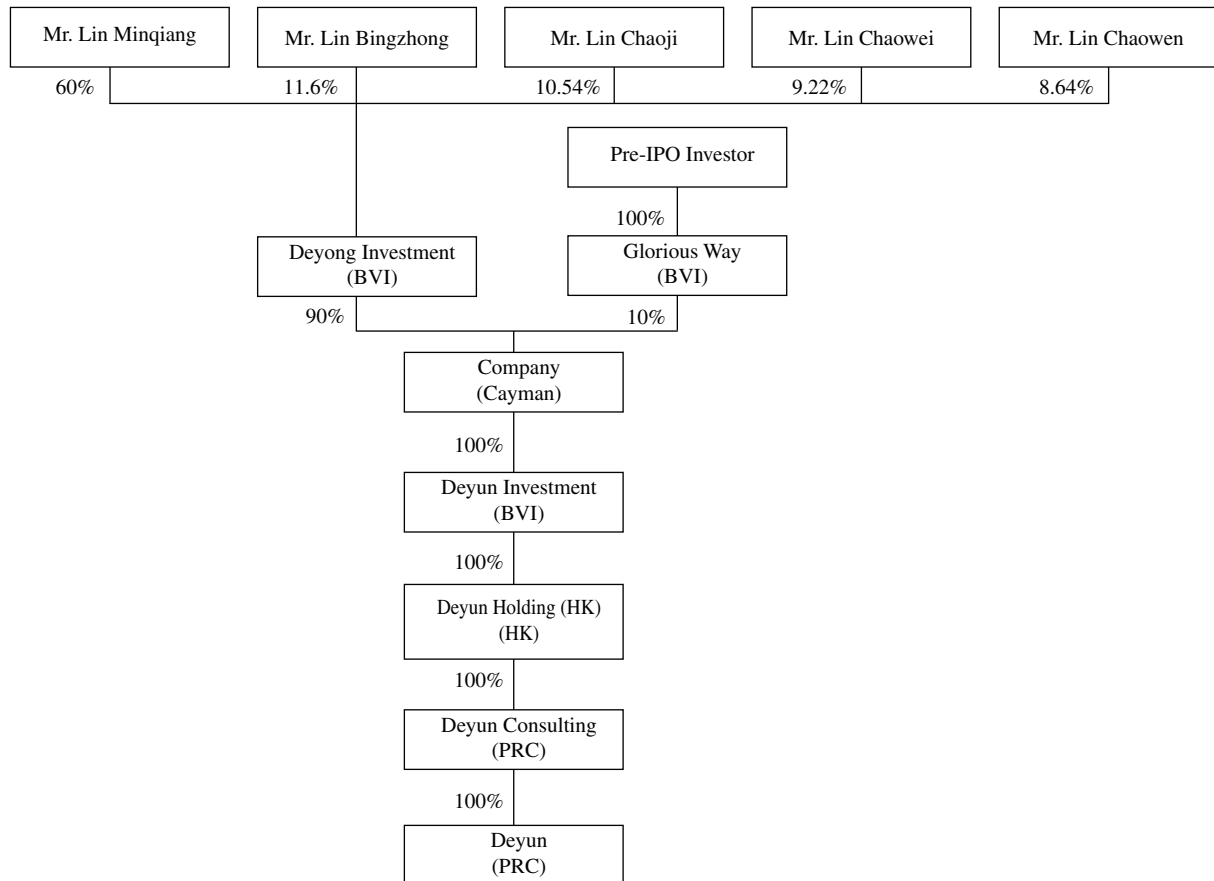 Mr. Lin Minqiang
Mr. Lin Bingzhong
Mr. Lin Chaoji
Mr. Lin Chaowei
Mr. Lin Chaowen
60%
11.6%
10.54%
9.22%
8.64%
Pre-IPO Investor
100%
Deyong Investment
(BVI)
Glorious Way
(BVI)
90%
10%
Company
(Cayman)
100%
Deyun Investment
(BVI)
100%
Deyun Holding (HK)
(HK)
100%
Deyun Consulting
(PRC)
100%
Deyun
(PRC)